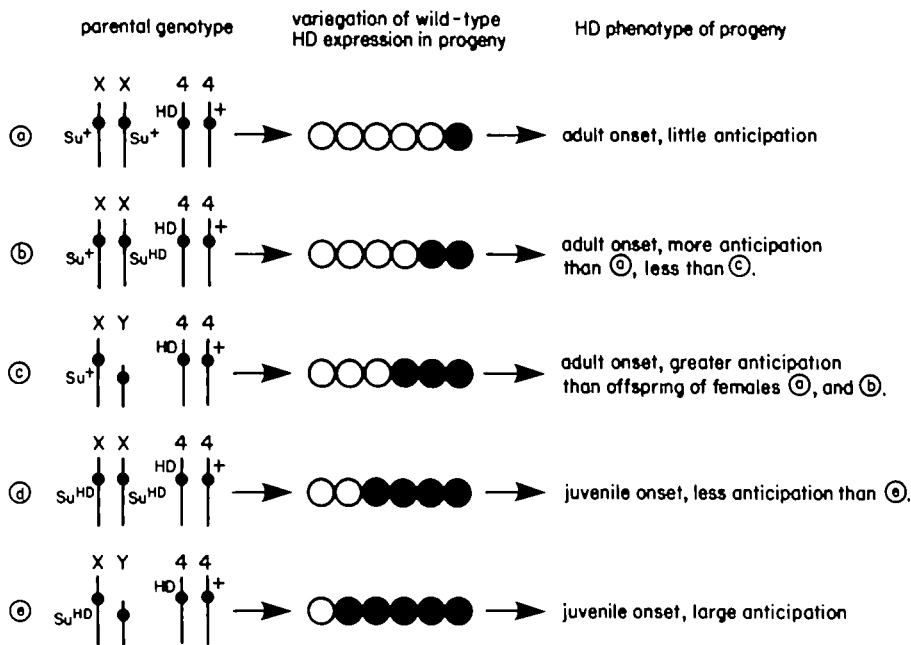 parental genotype
variegation of wild-type
HD expression in progeny
HD phenotype of progeny
X X 4 4
HD +
ⓐ Su⁺ Su⁺
adult onset, little anticipation
X X 4 4
HD +
ⓑ Su⁺ Suᴴᴰ
adult onset, more anticipation
than ⓐ, less than ⓒ.
X Y 4 4
HD +
ⓒ Su⁺
adult onset, greater anticipation
than offspring of females ⓐ, and ⓑ.
X X 4 4
HD +
ⓓ Suᴴᴰ Suᴴᴰ
juvenile onset, less anticipation than ⓔ.
X Y 4 4
HD +
ⓔ Suᴴᴰ
juvenile onset, large anticipation